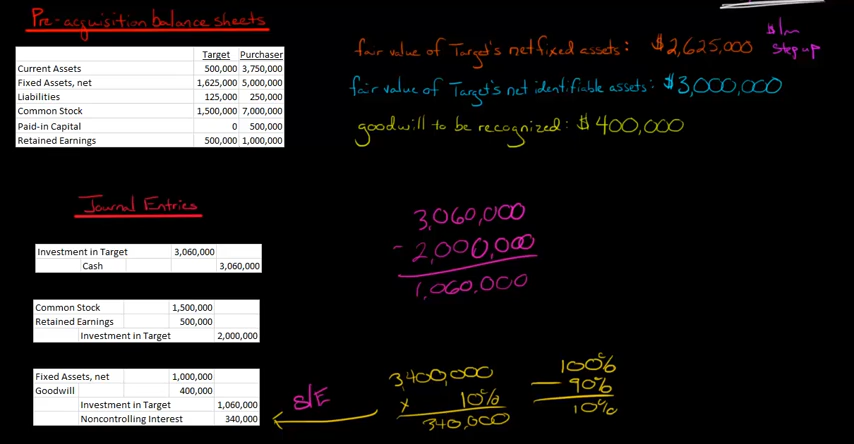 Pre-acquisition balance sheets
Target Purchaser
Current Assets 500,000 3,750,000
Fixed Assets, net 1,625,000 5,000,000
Liabilities 125,000 250,000
Common Stock 1,500,000 7,000,000
Paid-in Capital 0 500,000
Retained Earnings 500,000 1,000,000
fair value of Target's net fixed assets: $2,625,000
$1m
step up
fair value of Target's net identifiable assets: $3,000,000
goodwill to be recognized: $400,000
Journal Entries
Investment in Target 3,060,000
Cash 3,060,000
Common Stock 1,500,000
Retained Earnings 500,000
Investment in Target 2,000,000
Fixed Assets, net 1,000,000
Goodwill 400,000
Investment in Target 1,060,000
Noncontrolling Interest 340,000
3,060,000
- 2,000,000
1,060,000
S/E
3,400,000
x 10%
340,000
100%
- 90%
10%